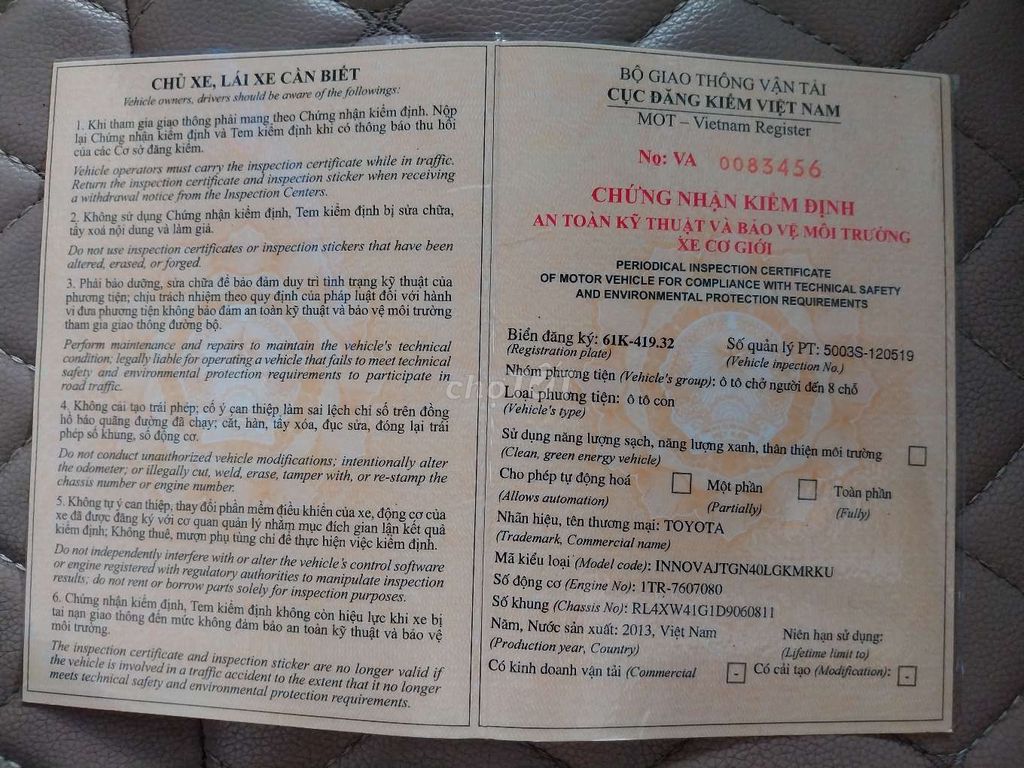 CHỦ XE, LÁI XE CẦN BIẾT
Vehicle owners, drivers should be aware of the followings:
1. Khi tham gia giao thông phải mang theo Chứng nhận kiểm định. Nộp
lại Chứng nhận kiểm định và Tem kiểm định khi có thông báo thu hồi
của các Cơ sở đăng kiểm.
Vehicle operators must carry the inspection certificate while in traffic.
Return the inspection certificate and inspection sticker when receiving
a withdrawal notice from the Inspection Centers.
2. Không sử dụng Chứng nhận kiểm định, Tem kiểm định bị sửa chữa,
tẩy xoá nội dung và làm giả.
Do not use inspection certificates or inspection stickers that have been
altered, erased, or forged.
3. Phải bảo dưỡng, sửa chữa để bảo đảm duy trì tình trạng kỹ thuật của
phương tiện; chịu trách nhiệm theo quy định của pháp luật đối với hành
vi đưa phương tiện không bảo đảm an toàn kỹ thuật và bảo vệ môi trường
tham gia giao thông đường bộ.
Perform maintenance and repairs to maintain the vehicle's technical
condition; legally liable for operating a vehicle that fails to meet technical
safety and environmental protection requirements to participate in
road traffic.
4. Không cải tạo trái phép; cố ý can thiệp làm sai lệch chỉ số trên đồng
hồ báo quãng đường đã chạy; cắt, hàn, tẩy xóa, đục sửa, đóng lại trái
phép số khung, số động cơ.
Do not conduct unauthorized vehicle modifications; intentionally alter
the odometer; or illegally cut, weld, erase, tamper with, or re-stamp the
chassis number or engine number.
5. Không tự ý can thiệp, thay đổi phần mềm điều khiển của xe, động cơ của
xe đã được đăng ký với cơ quan quản lý nhằm mục đích gian lận kết quả
kiểm định; Không thuê, mượn phụ tùng chỉ để thực hiện việc kiểm định.
Do not independently interfere with or alter the vehicle's control software
or engine registered with regulatory authorities to manipulate inspection
results; do not rent or borrow parts solely for inspection purposes.
6. Chứng nhận kiểm định, Tem kiểm định không còn hiệu lực khi xe bị
tai nạn giao thông đến mức không đảm bảo an toàn kỹ thuật và bảo vệ
môi trường.
The inspection certificate and inspection sticker are no longer valid if
the vehicle is involved in a traffic accident to the extent that it no longer
meets technical safety and environmental protection requirements.
BỘ GIAO THÔNG VẬN TẢI
CỤC ĐĂNG KIỂM VIỆT NAM
MOT – Vietnam Register
No: VA 0083456
CHỨNG NHẬN KIỂM ĐỊNH
AN TOÀN KỸ THUẬT VÀ BẢO VỆ MÔI TRƯỜNG
XE CƠ GIỚI
PERIODICAL INSPECTION CERTIFICATE
OF MOTOR VEHICLE FOR COMPLIANCE WITH TECHNICAL SAFETY
AND ENVIRONMENTAL PROTECTION REQUIREMENTS
Biển đăng ký: 61K-419.32 Số quản lý PT: 5003S-120519
(Registration plate) (Vehicle inpection No.)
Nhóm phương tiện (Vehicle's group): ô tô chở người đến 8 chỗ
Loại phương tiện: ô tô con
(Vehicle's type)
Sử dụng năng lượng sạch, năng lượng xanh, thân thiện môi trường
(Clean, green energy vehicle)
Cho phép tự động hoá Một phần Toàn phần
(Allows automation) (Partially) (Fully)
Nhãn hiệu, tên thương mại: TOYOTA
(Trademark, Commercial name)
Mã kiểu loại (Model code): INNOVAJTGN40LGKMRKU
Số động cơ (Engine No): 1TR-7607080
Số khung (Chassis No): RL4XW41G1D9060811
Năm, Nước sản xuất: 2013, Việt Nam Niên hạn sử dụng:
(Production year, Country) (Lifetime limit to)
Có kinh doanh vận tải (Commercial - Có cải tạo (Modification): -